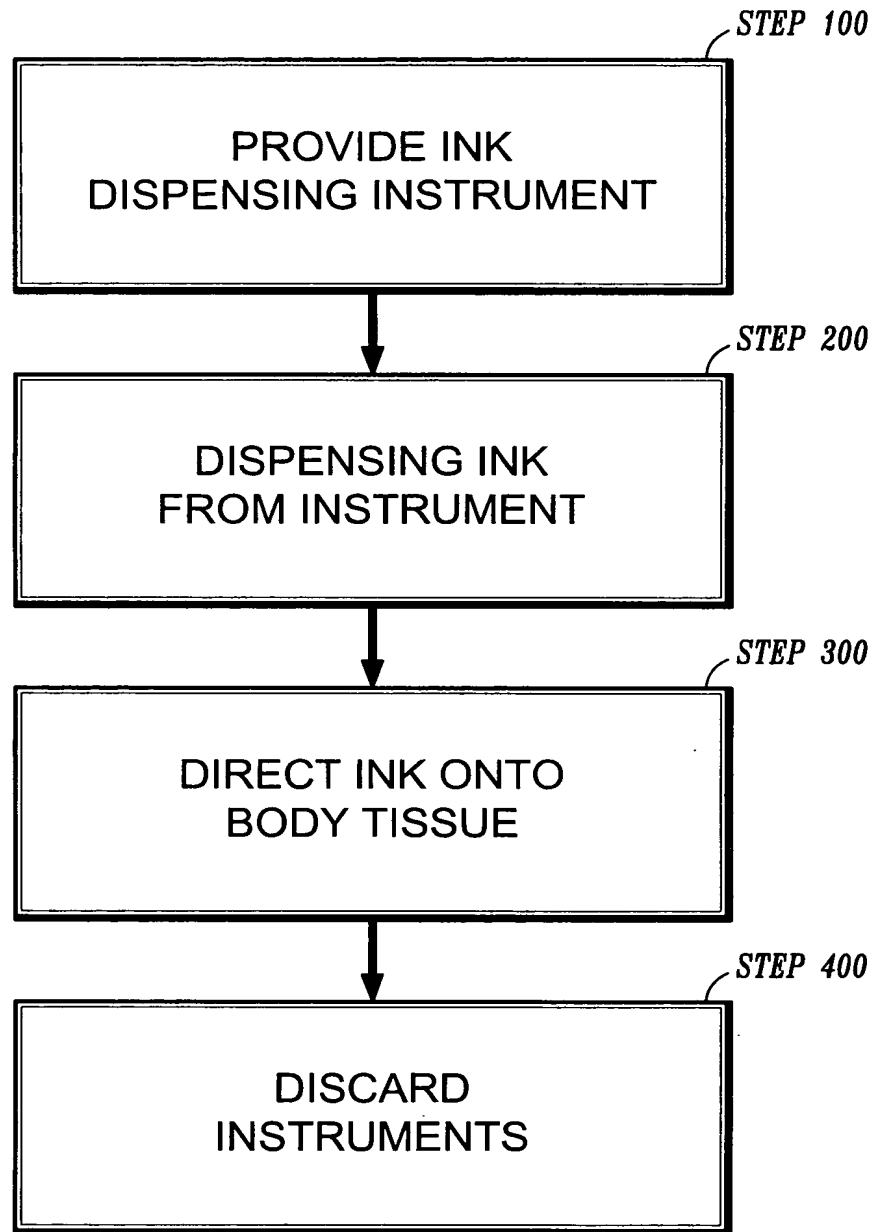 STEP 100
PROVIDE INK
DISPENSING INSTRUMENT
STEP 200
DISPENSING INK
FROM INSTRUMENT
STEP 300
DIRECT INK ONTO
BODY TISSUE
STEP 400
DISCARD
INSTRUMENTS